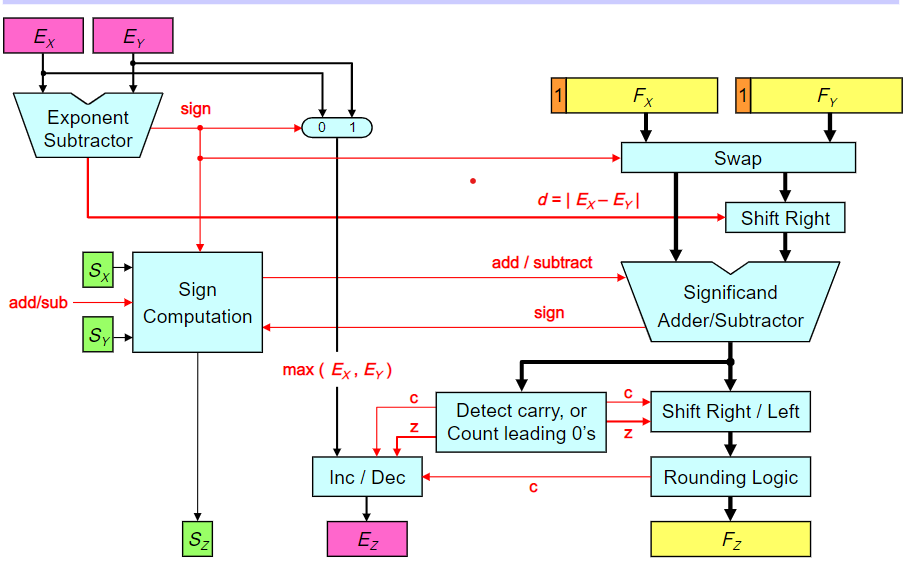 E_X
E_Y
1
F_X
1
F_Y
Exponent
Subtractor
sign
0 1
Swap
d = | E_X – E_Y |
Shift Right
S_X
add/sub
S_Y
Sign
Computation
add / subtract
sign
Significand
Adder/Subtractor
max ( E_X , E_Y )
c
z
Detect carry, or
Count leading 0's
c
z
Shift Right / Left
Inc / Dec
c
Rounding Logic
S_Z
E_Z
F_Z